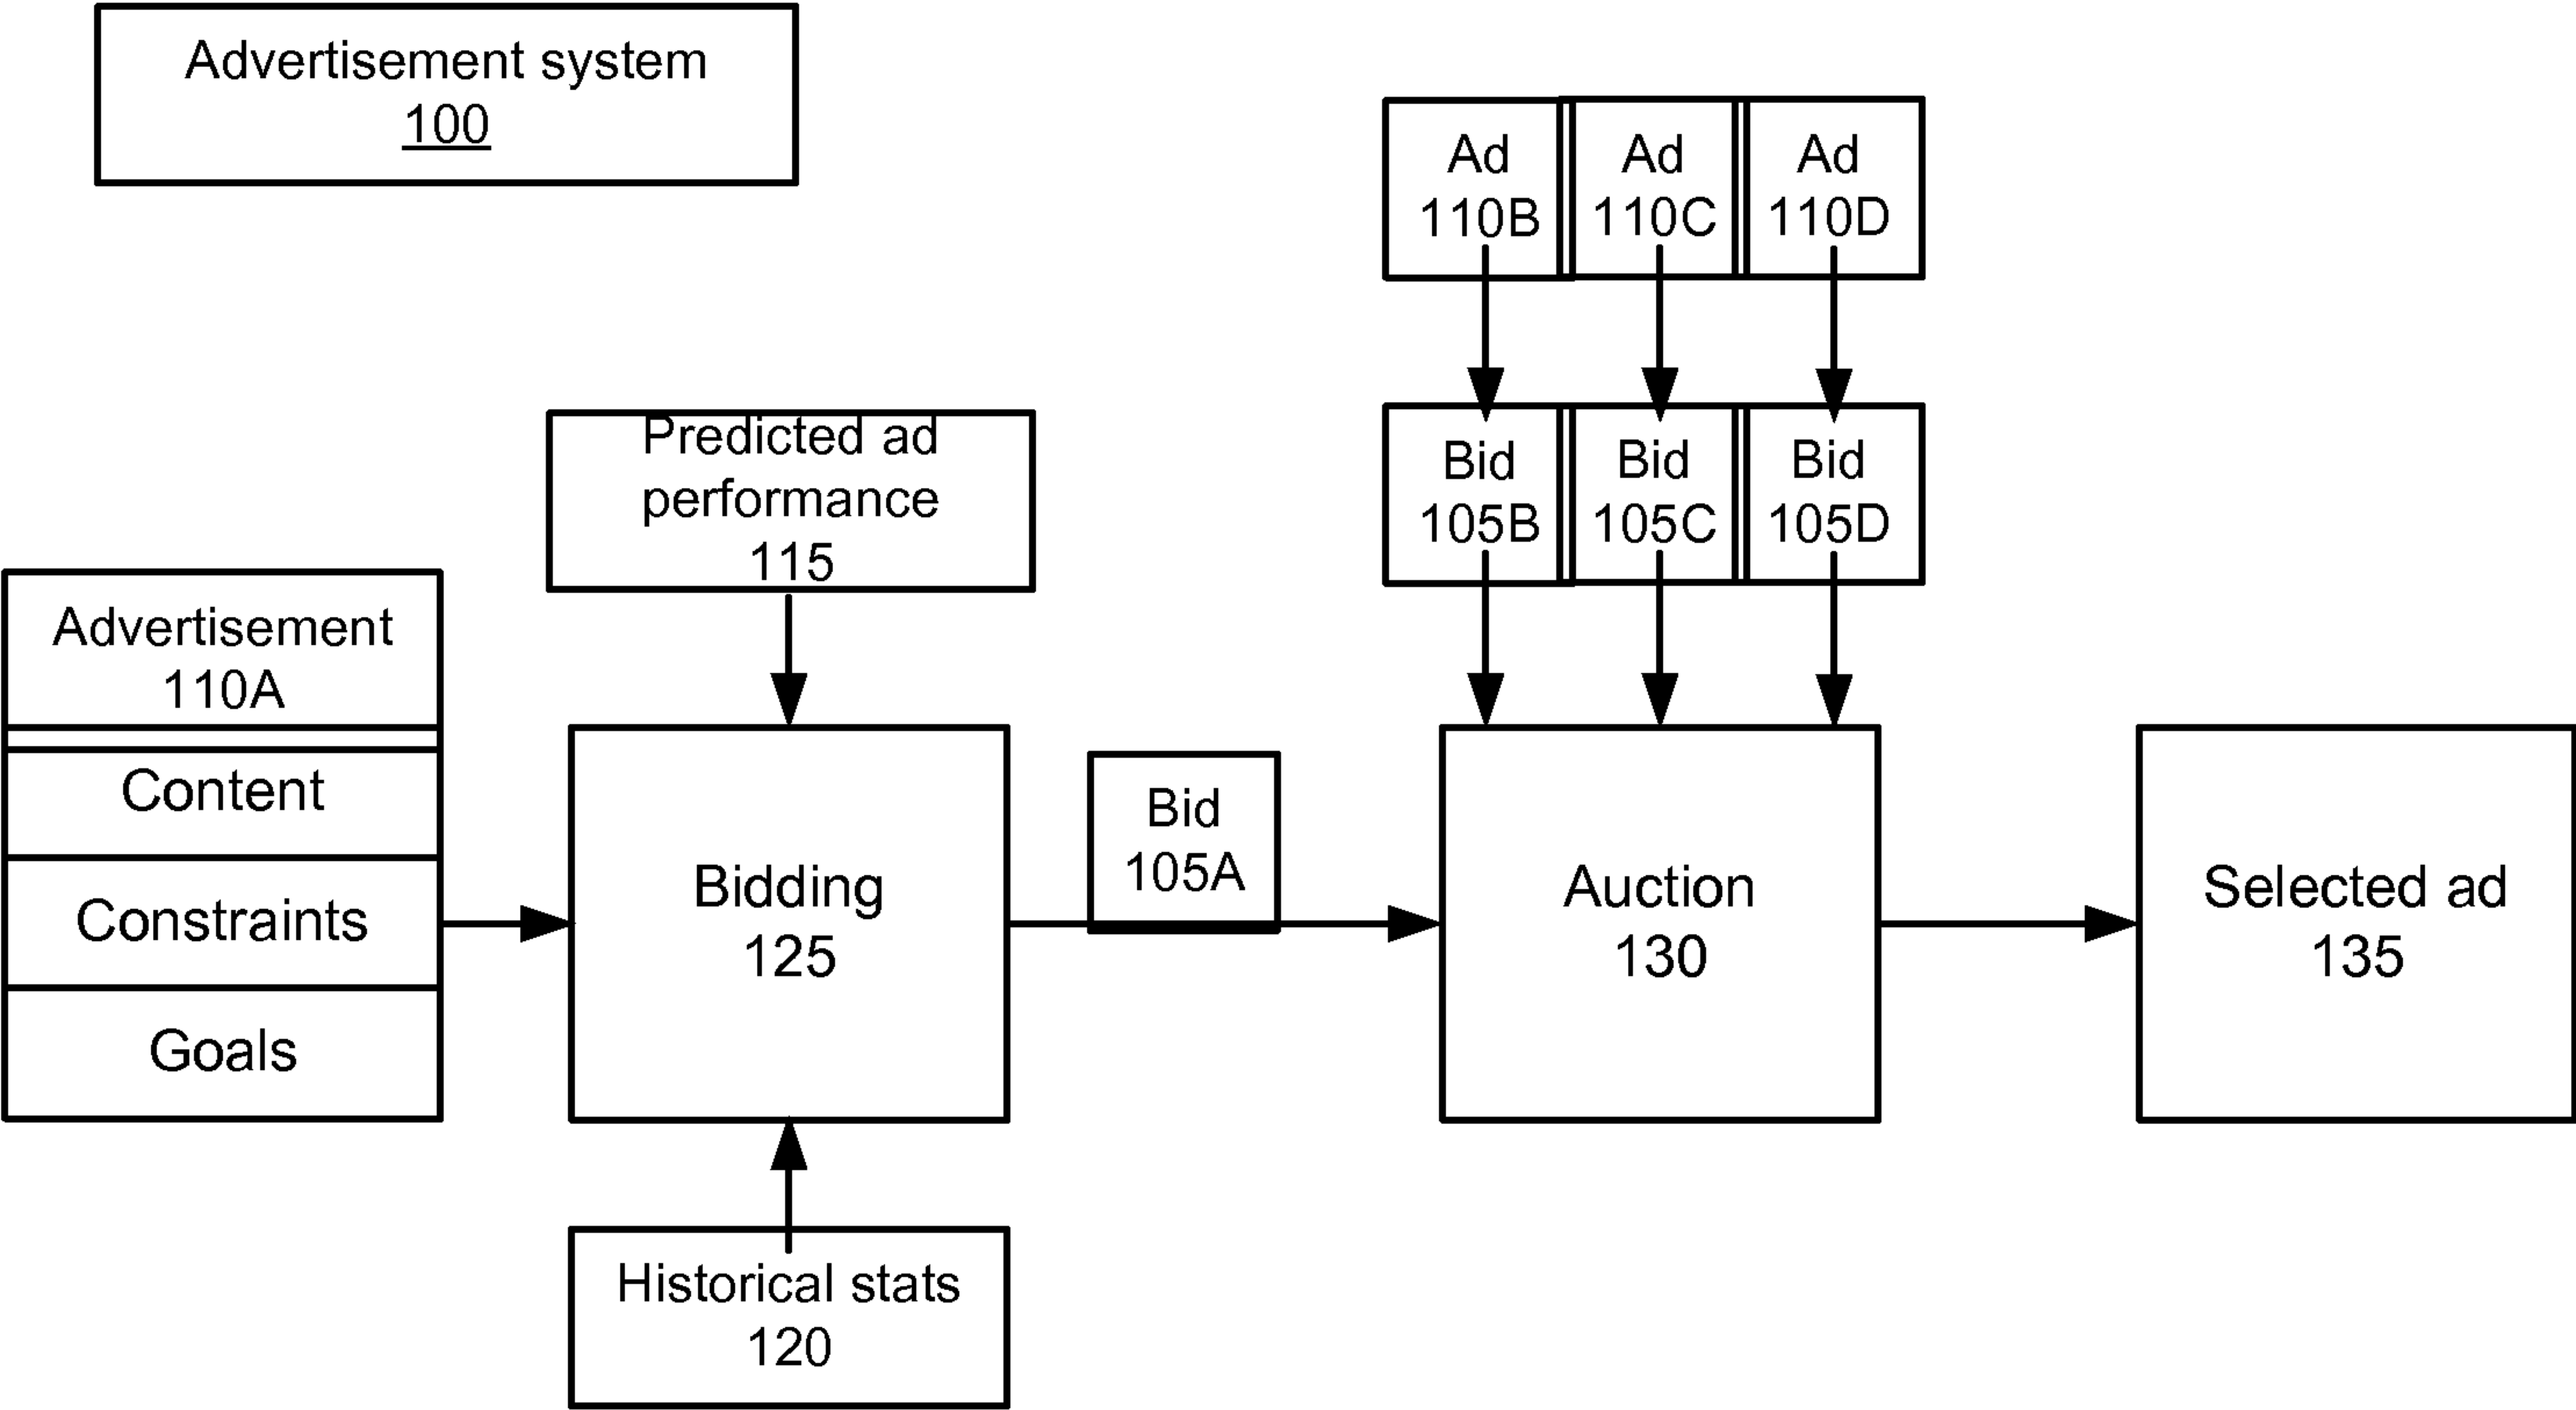 Advertisement system
100
Ad
110B
Ad
110C
Ad
110D
Predicted ad
performance
115
Bid
105B
Bid
105C
Bid
105D
Advertisement
110A
Content
Constraints
Goals
Bidding
125
Bid
105A
Auction
130
Selected ad
135
Historical stats
120